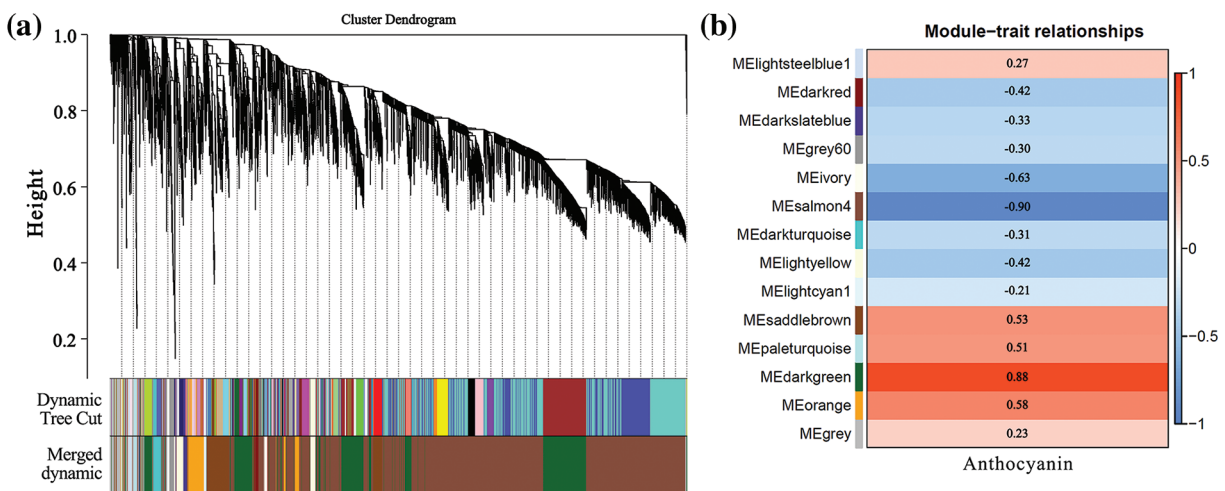 (a)
Cluster Dendrogram
Height
1.0
0.8
0.6
0.4
0.2
Dynamic
Tree Cut
Merged
dynamic
(b)
Module−trait relationships
MElightsteelblue1 0.27
MEdarkred -0.42
MEdarkslateblue -0.33
MEgrey60 -0.30
MEivory -0.63
MEsalmon4 -0.90
MEdarkturquoise -0.31
MElightyellow -0.42
MElightcyan1 -0.21
MEsaddlebrown 0.53
MEpaleturquoise 0.51
MEdarkgreen 0.88
MEorange 0.58
MEgrey 0.23
Anthocyanin
1
0.5
0
−0.5
−1